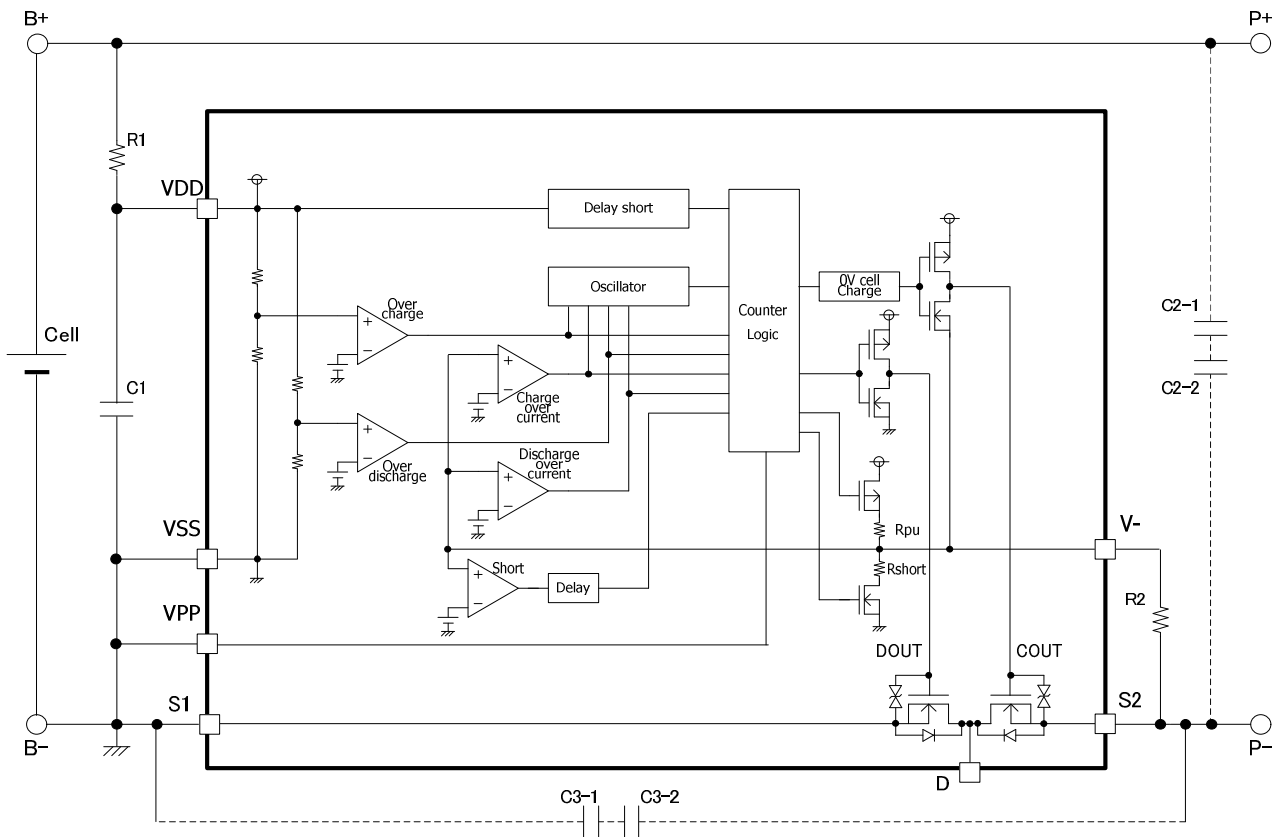 B+
P+
R1
VDD
Delay short
Oscillator
Counter
Logic
0V cell
Charge
Over
charge
+
−
C2-1
C2-2
Cell
C1
+
−
Charge
over
current
+
−
Over
discharge
Discharge
over
current
+
−
VSS
V-
Rpu
Short
+
−
Delay
Rshort
R2
VPP
DOUT
COUT
S1
S2
B-
P-
D
C3-1
C3-2